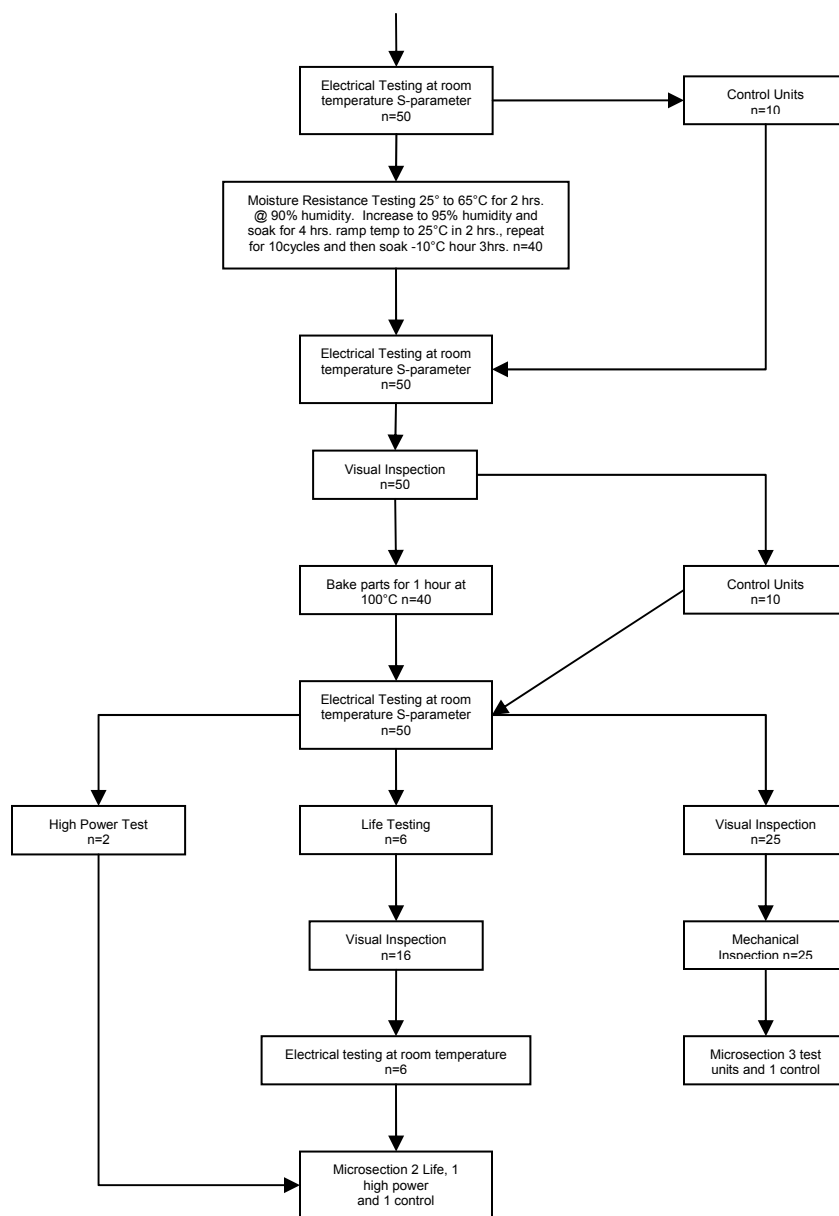 Electrical Testing at room
temperature S-parameter
n=50
Control Units
n=10
Moisture Resistance Testing 25° to 65°C for 2 hrs.
@ 90% humidity.  Increase to 95% humidity and
soak for 4 hrs. ramp temp to 25°C in 2 hrs., repeat
for 10cycles and then soak -10°C hour 3hrs. n=40
Electrical Testing at room
temperature S-parameter
n=50
Visual Inspection
n=50
Bake parts for 1 hour at
100°C n=40
Control Units
n=10
Electrical Testing at room
temperature S-parameter
n=50
High Power Test
n=2
Life Testing
n=6
Visual Inspection
n=25
Visual Inspection
n=16
Mechanical
Inspection n=25
Electrical testing at room temperature
n=6
Microsection 3 test
units and 1 control
Microsection 2 Life, 1
high power
and 1 control